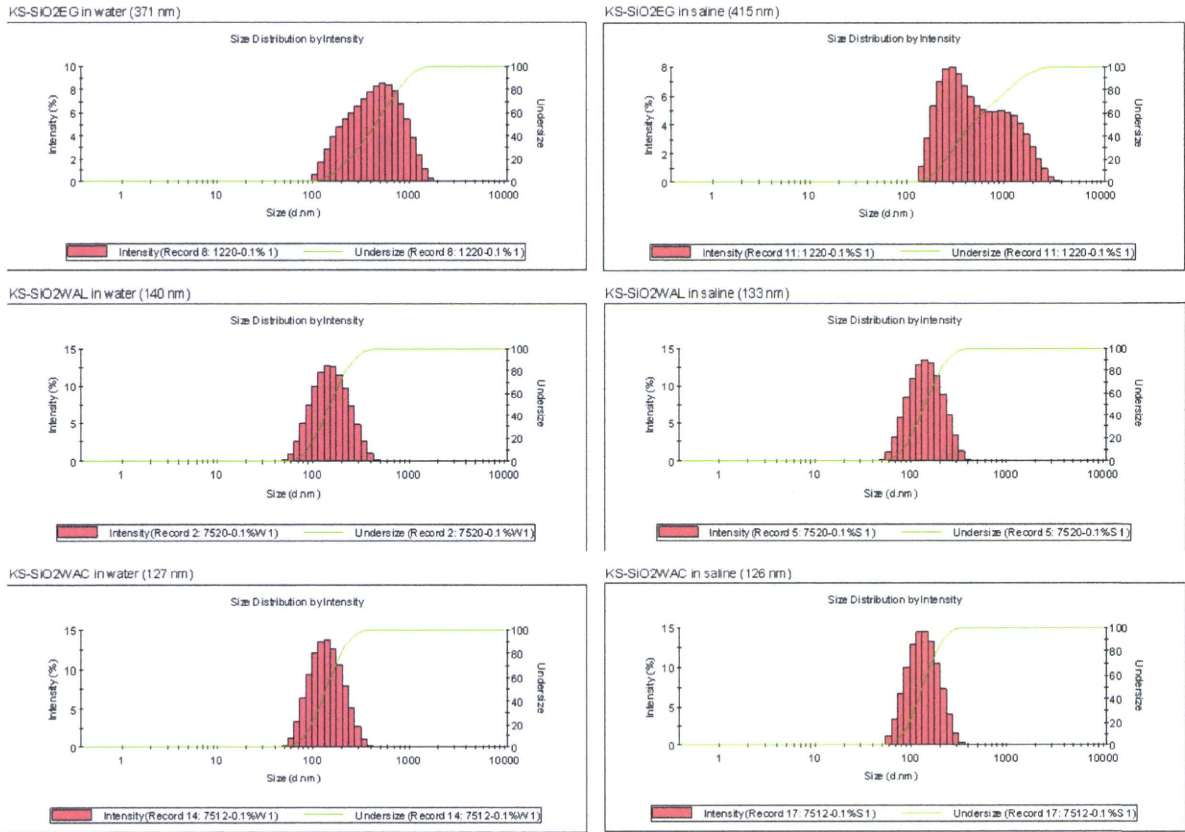 KS-SiO2EG in water (371 nm)
Size Distribution by Intensity
10
8
6
4
2
0
Intensity (%)
100
80
60
40
20
0
Undersize
1 10 100 1000 10000
Size (d.nm)
Intensity(Record 8: 1220-0.1% 1) Undersize(Record 8: 1220-0.1% 1)
KS-SiO2EG in saline (415 nm)
Size Distribution by Intensity
8
6
4
2
0
Intensity (%)
100
80
60
40
20
0
Undersize
1 10 100 1000 10000
Size (d.nm)
Intensity(Record 11: 1220-0.1%S 1) Undersize(Record 11: 1220-0.1%S 1)
KS-SiO2WAL in water (140 nm)
Size Distribution by Intensity
15
10
5
0
Intensity (%)
100
80
60
40
20
0
Undersize
1 10 100 1000 10000
Size (d.nm)
Intensity(Record 2: 7520-0.1%W1) Undersize(Record 2: 7520-0.1%W1)
KS-SiO2WAL in saline (133 nm)
Size Distribution by Intensity
15
10
5
0
Intensity (%)
100
80
60
40
20
0
Undersize
1 10 100 1000 10000
Size (d.nm)
Intensity(Record 5: 7520-0.1%S 1) Undersize(Record 5: 7520-0.1%S 1)
KS-SiO2WAC in water (127 nm)
Size Distribution by Intensity
15
10
5
0
Intensity (%)
100
80
60
40
20
0
Undersize
1 10 100 1000 10000
Size (d.nm)
Intensity(Record 14: 7512-0.1%W1) Undersize(Record 14: 7512-0.1%W1)
KS-SiO2WAC in saline (126 nm)
Size Distribution by Intensity
15
10
5
0
Intensity (%)
100
80
60
40
20
0
Undersize
1 10 100 1000 10000
Size (d.nm)
Intensity(Record 17: 7512-0.1%S 1) Undersize(Record 17: 7512-0.1%S 1)